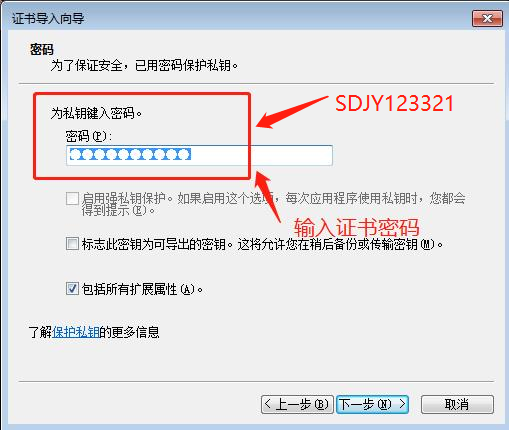 证书导入向导
密码
为了保证安全，已用密码保护私钥。
为私钥键入密码。
SDJY123321
密码(P):
●●●●●●●●●●
启用强私钥保护。如果启用这个选项，每次应用程序使用私钥时，您都会
得到提示(E)。
输入证书密码
标志此密钥为可导出的密钥。这将允许您在稍后备份或传输密钥(M)。
包括所有扩展属性(A)。
了解保护私钥的更多信息
< 上一步(B)
下一步(N) >
取消